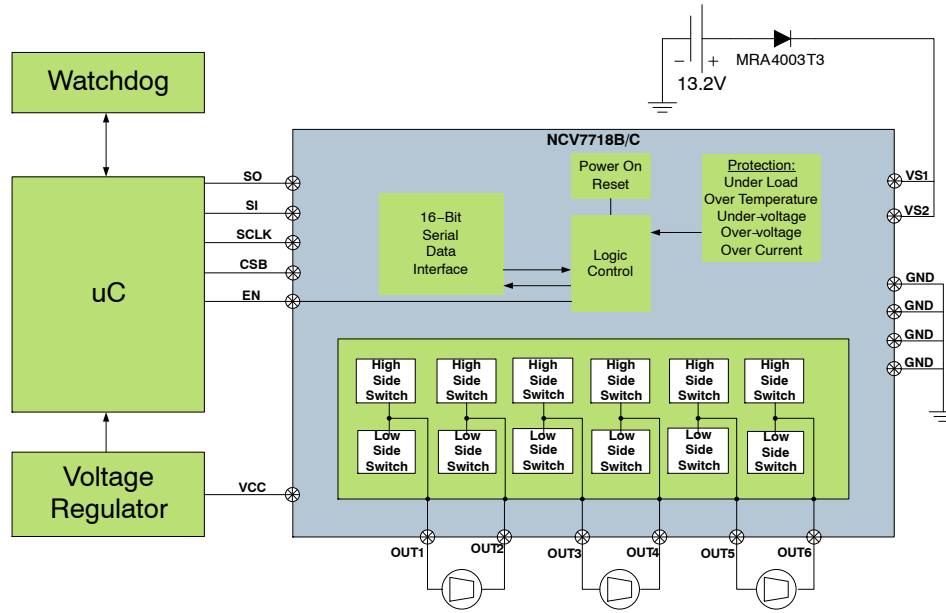 MRA4003T3
−
+
13.2V
Watchdog
NCV7718B/C
SO
SI
SCLK
CSB
EN
uC
16−Bit
Serial
Data
Interface
Power On
Reset
Logic
Control
Protection:
Under Load
Over Temperature
Under−voltage
Over−voltage
Over Current
VS1
VS2
GND
GND
GND
GND
High
Side
Switch
High
Side
Switch
High
Side
Switch
High
Side
Switch
High
Side
Switch
High
Side
Switch
Low
Side
Switch
Low
Side
Switch
Low
Side
Switch
Low
Side
Switch
Low
Side
Switch
Low
Side
Switch
Voltage
Regulator
VCC
OUT1
OUT2
OUT3
OUT4
OUT5
OUT6